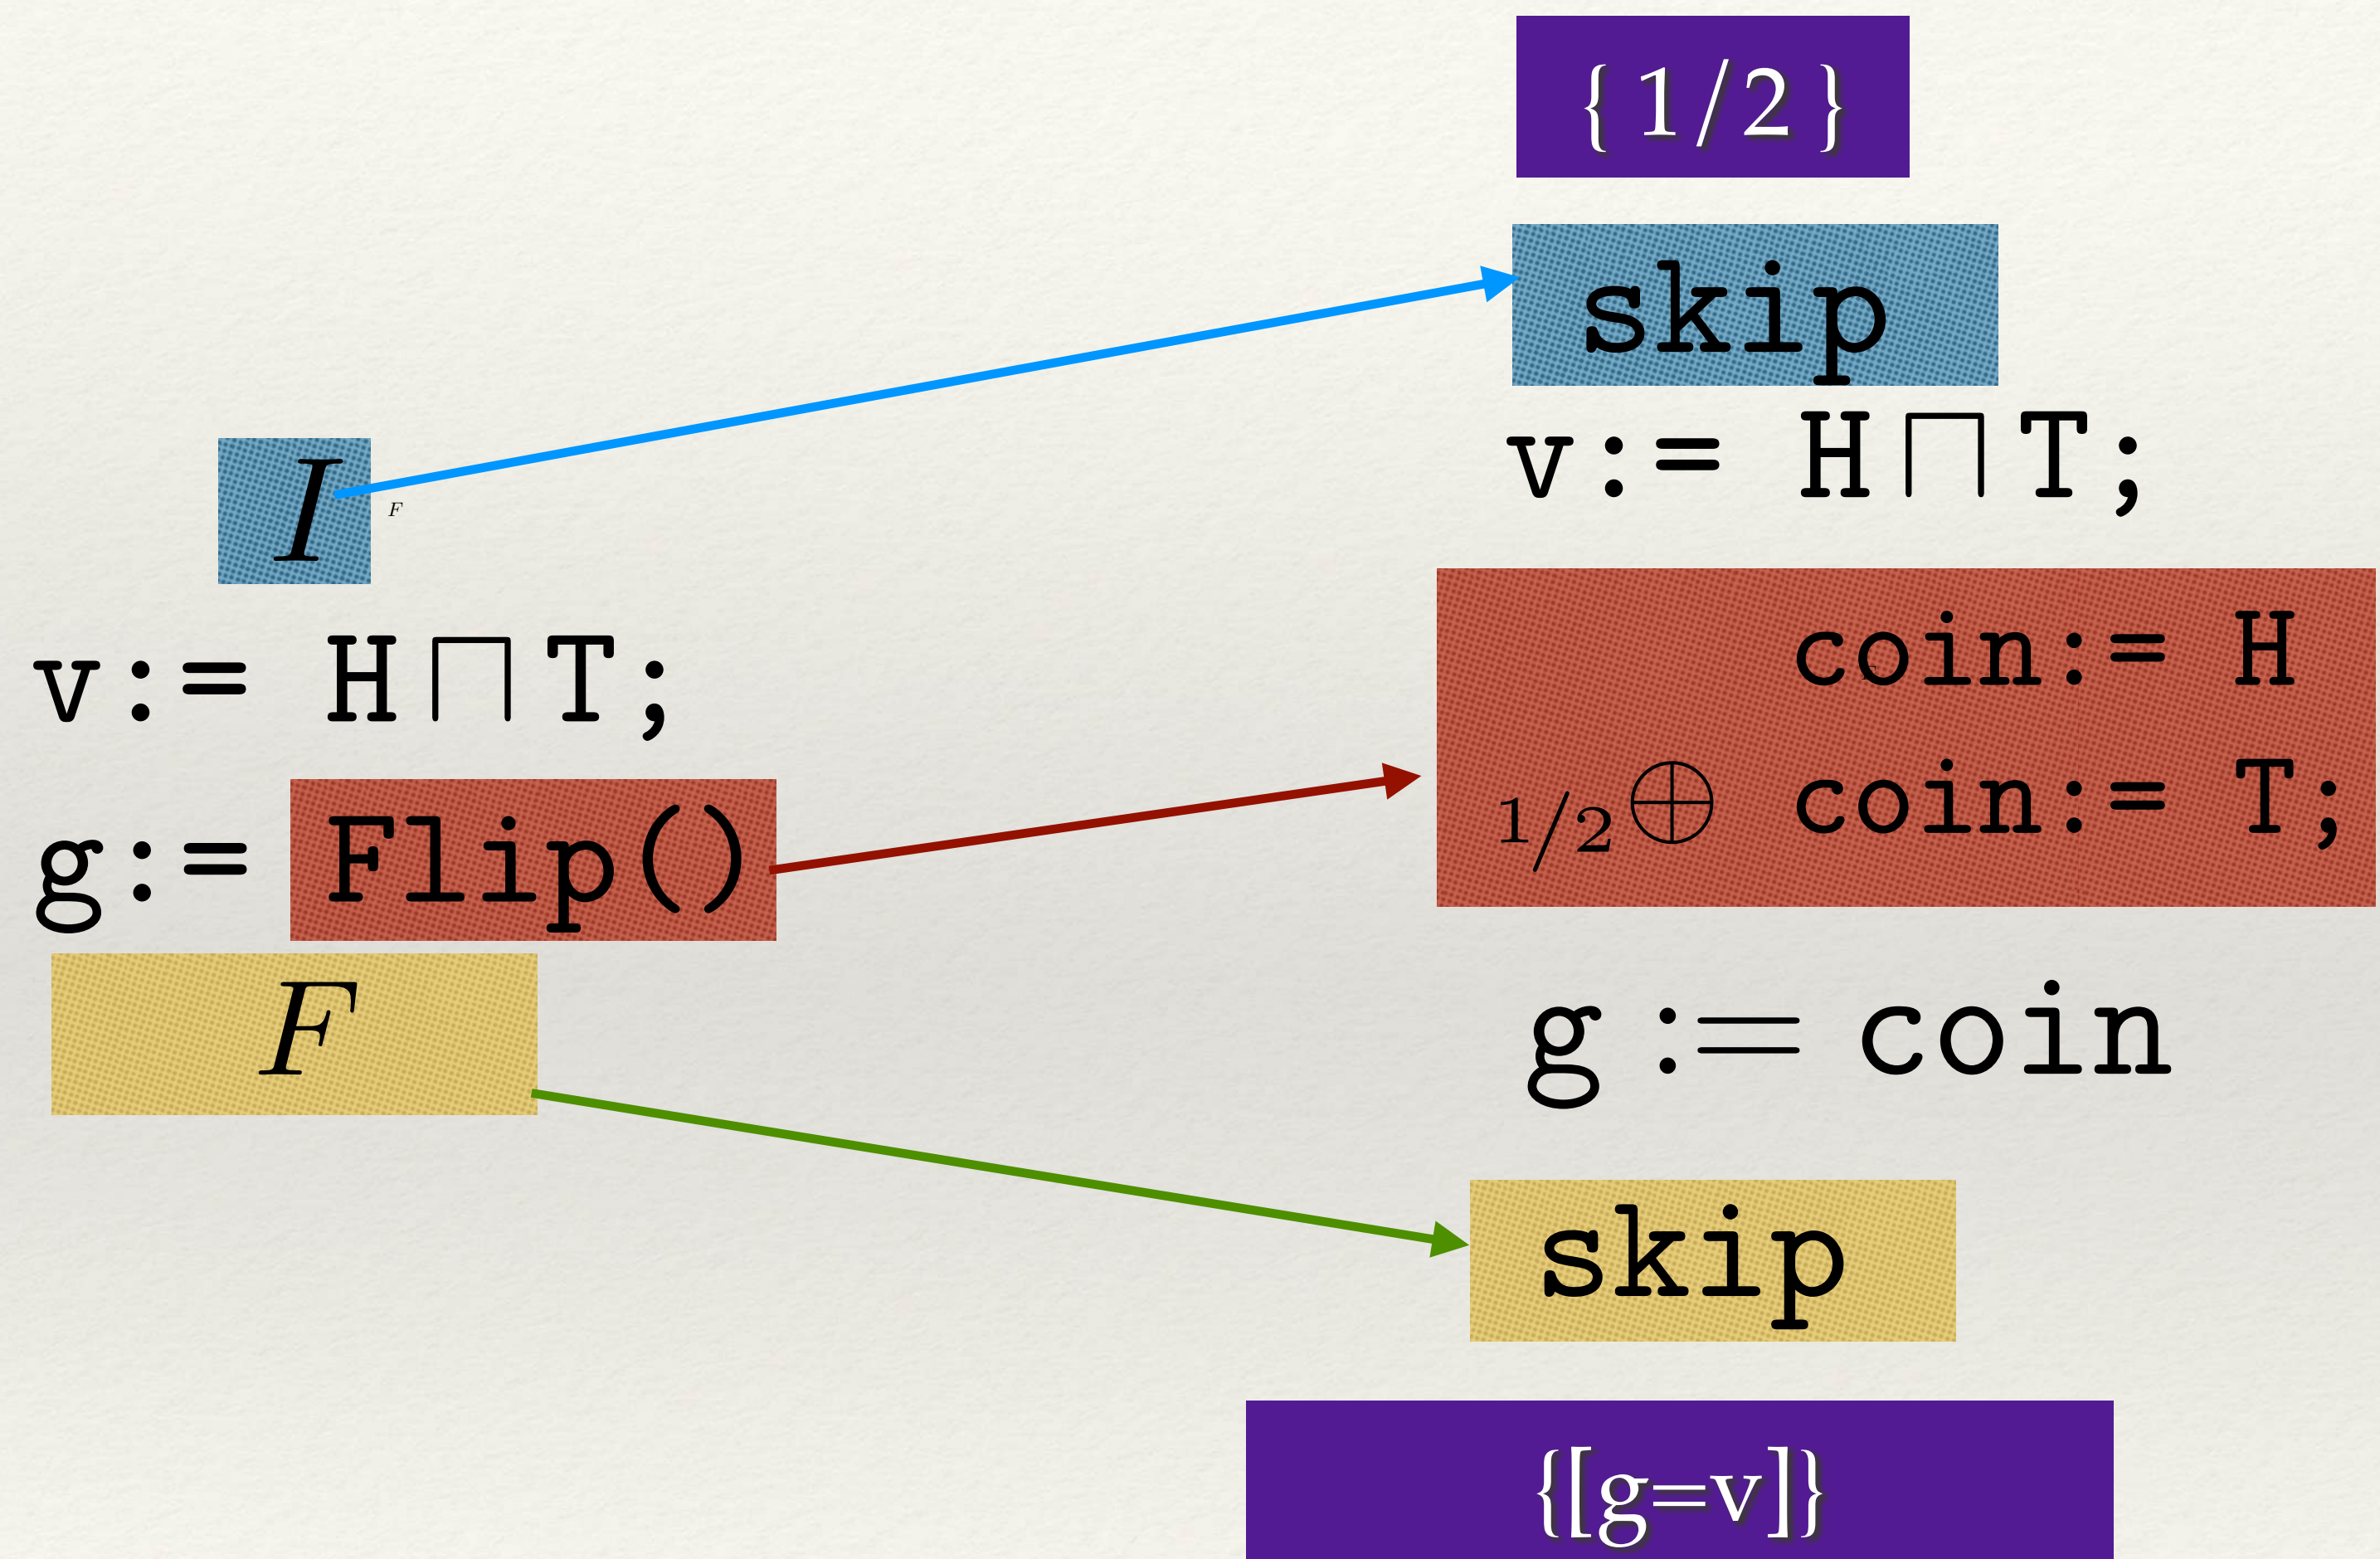 { 1/2 }
skip
v:= H⊓T;
I
F
v:= H⊓T;
g:= Flip()
F
coin:= H
1/2⊕ coin:= T;
g := coin
skip
{[g=v]}